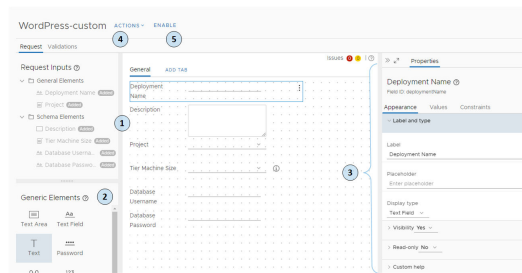 WordPress-custom ACTIONS ENABLE
4 5
Request Validations
Request Inputs
General Elements
Deployment Name
Project
Schema Elements
Description
Tier Machine Size
Database Userna...
Database Passwo...
1
Generic Elements 2
Text Area Text Field
Text Password
Issues
General ADD TAB
Deployment
Name
Description
Project
Tier Machine Size
Database
Username
Database
Password
3
Properties
Deployment Name
Field ID: deploymentName
Appearance Values Constraints
Label and type
Label
Deployment Name
Placeholder
Enter placeholder
Display type
Text Field
Visibility Yes
Read-only No
Custom help